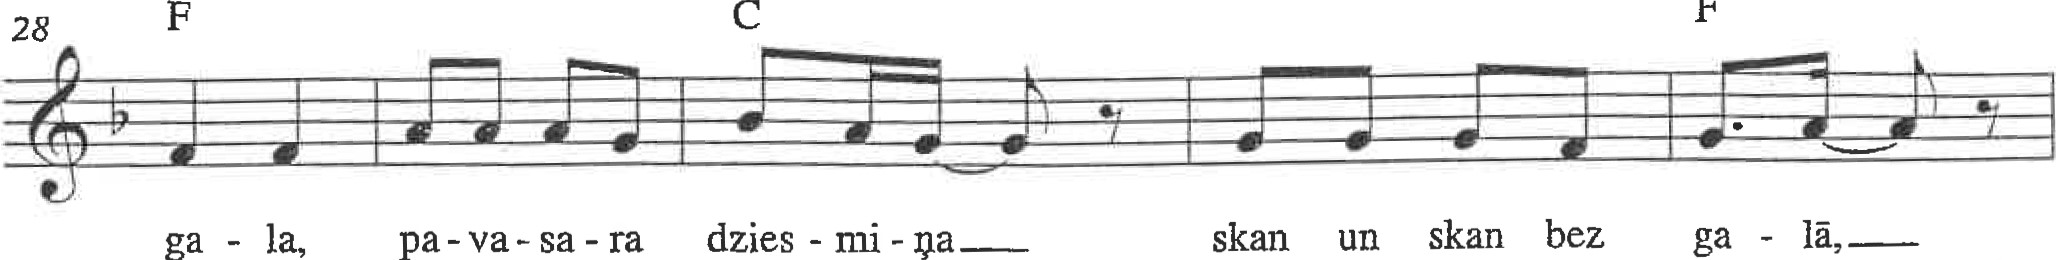 28 F C F
ga - la, pa - va - sa - ra dzies - mi - ņa skan un skan bez ga - lā,